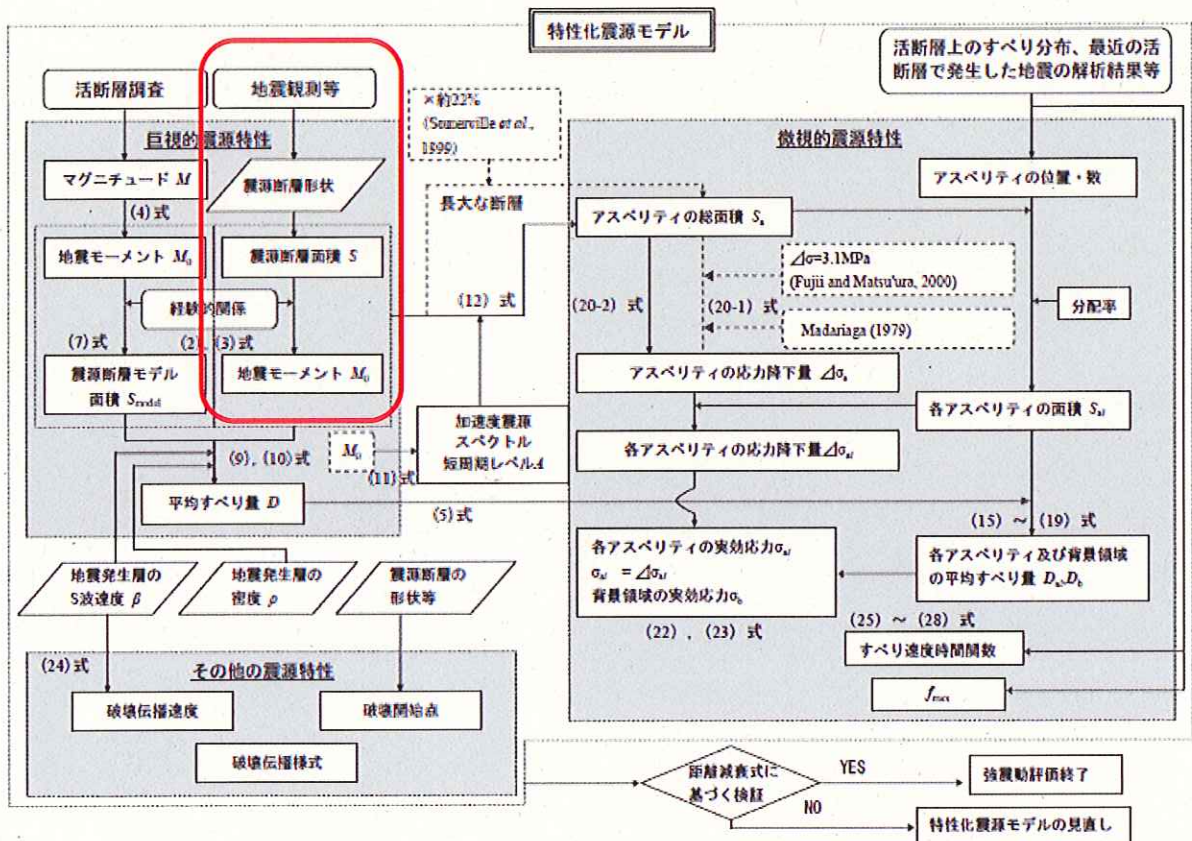 特性化震源モデル
活断層調査
地震観測等
※約22%
(Somerville et al.,
1999)
活断層上のすべり分布、最近の活
断層で発生した地震の解析結果等
巨視的震源特性
マグニチュード M
(4)式
地震モーメント M₀
震源断層形状
震源断層面積 S
経験的関係
(7)式
(2)、(3)式
震源断層モデル
面積 Smodel
地震モーメント M₀
(9),(10)式
平均すべり量 D
(5)式
長大な断層
(12) 式
M₀
(11)式
加速度震源
スペクトル
短周期レベルA
微視的震源特性
アスペリティの位置・数
アスペリティの総面積 Sa
⊿σ=3.1MPa
(Fujii and Matsu'ura, 2000)
(20-2) 式
(20-1) 式
Madariaga (1979)
分配率
アスペリティの応力降下量 ⊿σa
各アスペリティの面積 Sai
各アスペリティの応力降下量⊿σai
(15) ～ (19) 式
各アスペリティの実効応力σai
σai = ⊿σai
背景領域の実効応力σb
各アスペリティ及び背景領域
の平均すべり量 Dai、Db
(22) , (23) 式
(25) ～ (28) 式
すべり速度時間関数
fmax
地震発生層の
S波速度 β
地震発生層の
密度 ρ
震源断層の
形状等
(24)式
その他の震源特性
破壊伝播速度
破壊開始点
破壊伝播様式
距離減衰式に
基づく検証
YES
強震動評価終了
NO
特性化震源モデルの見直し